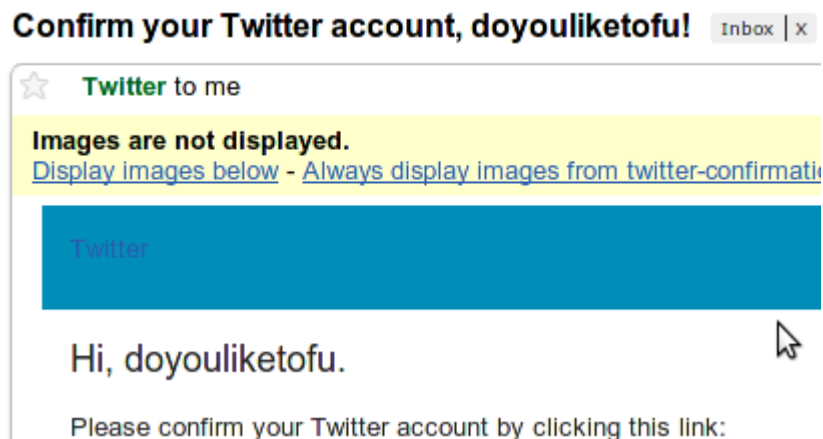 Confirm your Twitter account, doyouliketofu! Inbox | X
Twitter to me
Images are not displayed.
Display images below - Always display images from twitter-confirmati
Twitter
Hi, doyouliketofu.
Please confirm your Twitter account by clicking this link: